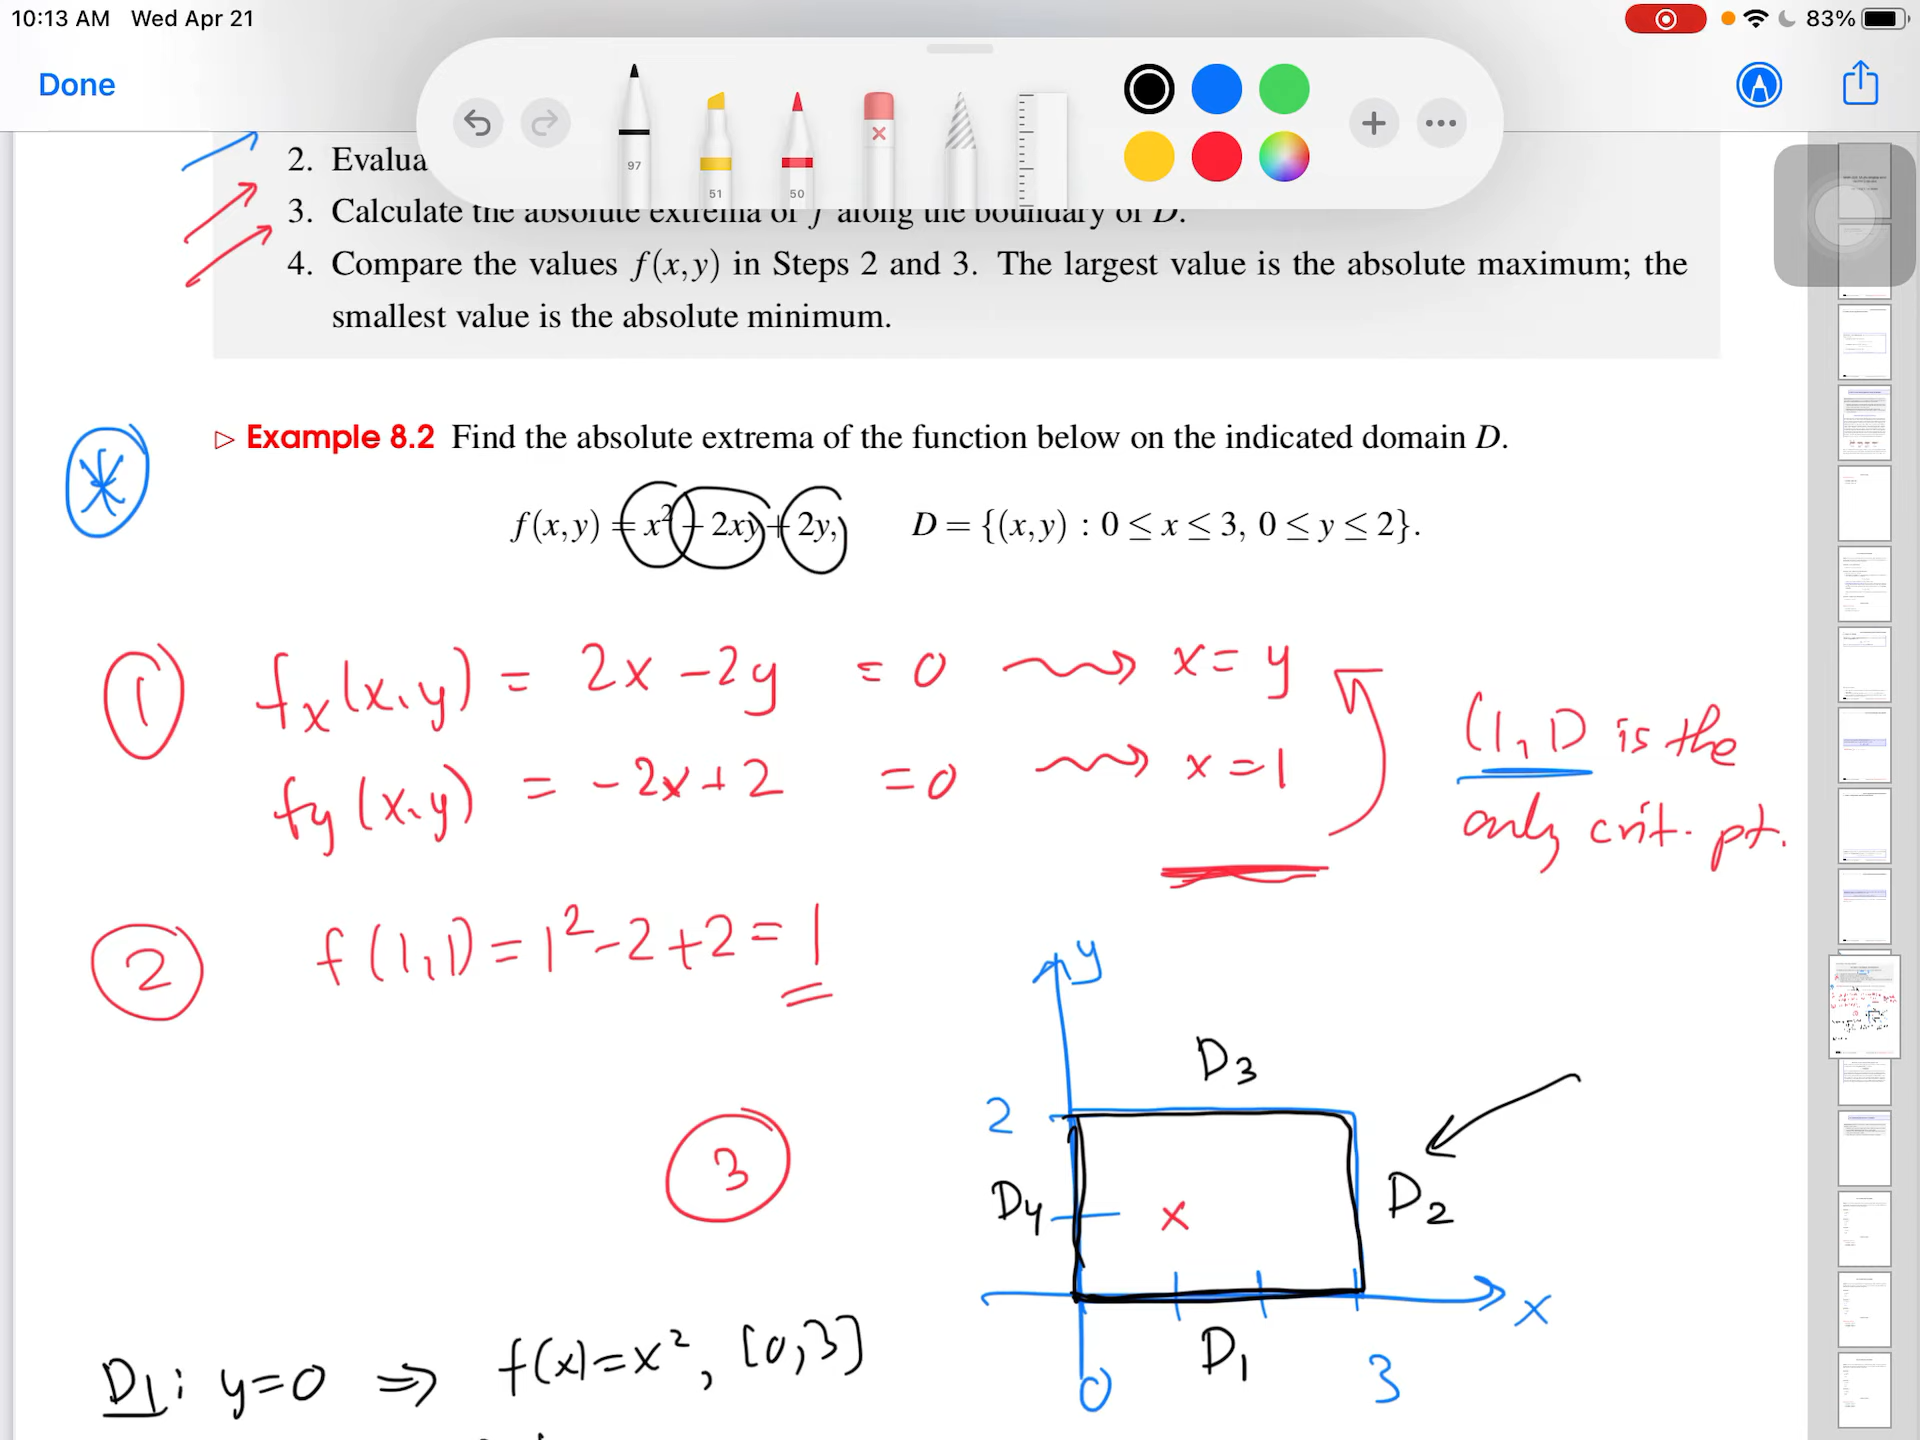 10:13 AM Wed Apr 21
83%
Done
97
51
50
2. Evalua
3. Calculate the absolute extrema of f along the boundary of D.
4. Compare the values f(x,y) in Steps 2 and 3. The largest value is the absolute maximum; the
smallest value is the absolute minimum.
▷ Example 8.2 Find the absolute extrema of the function below on the indicated domain D.
f(x,y) = x² − 2xy + 2y, D = {(x,y) : 0 ≤ x ≤ 3, 0 ≤ y ≤ 2}.
1 fx(x,y) = 2x − 2y = 0 ⇝ x = y
fy(x,y) = −2x + 2 = 0 ⇝ x = 1
(1,1) is the
only crit. pt.
2 f(1,1) = 1² − 2 + 2 = 1
y
D3
2
3
D4
x
D2
x
D1
0
3
D1: y=0 ⇒ f(x)=x², [0,3]